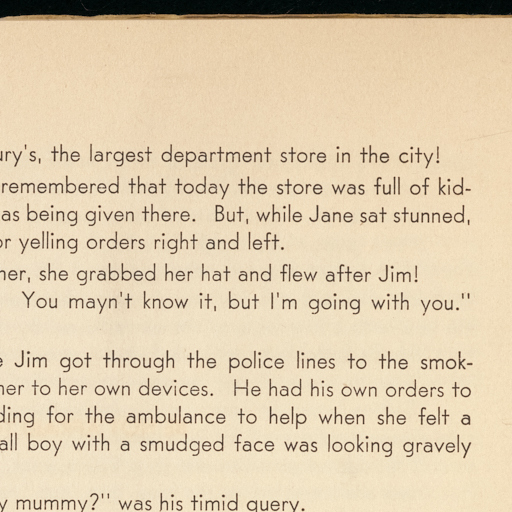 ury's, the largest department store in the city!
remembered that today the store was full of kid-
as being given there. But, while Jane sat stunned,
or yelling orders right and left.
her, she grabbed her hat and flew after Jim!
You mayn't know it, but I'm going with you."
e Jim got through the police lines to the smok-
her to her own devices. He had his own orders to
ding for the ambulance to help when she felt a
all boy with a smudged face was looking gravely
y mummy?" was his timid query.